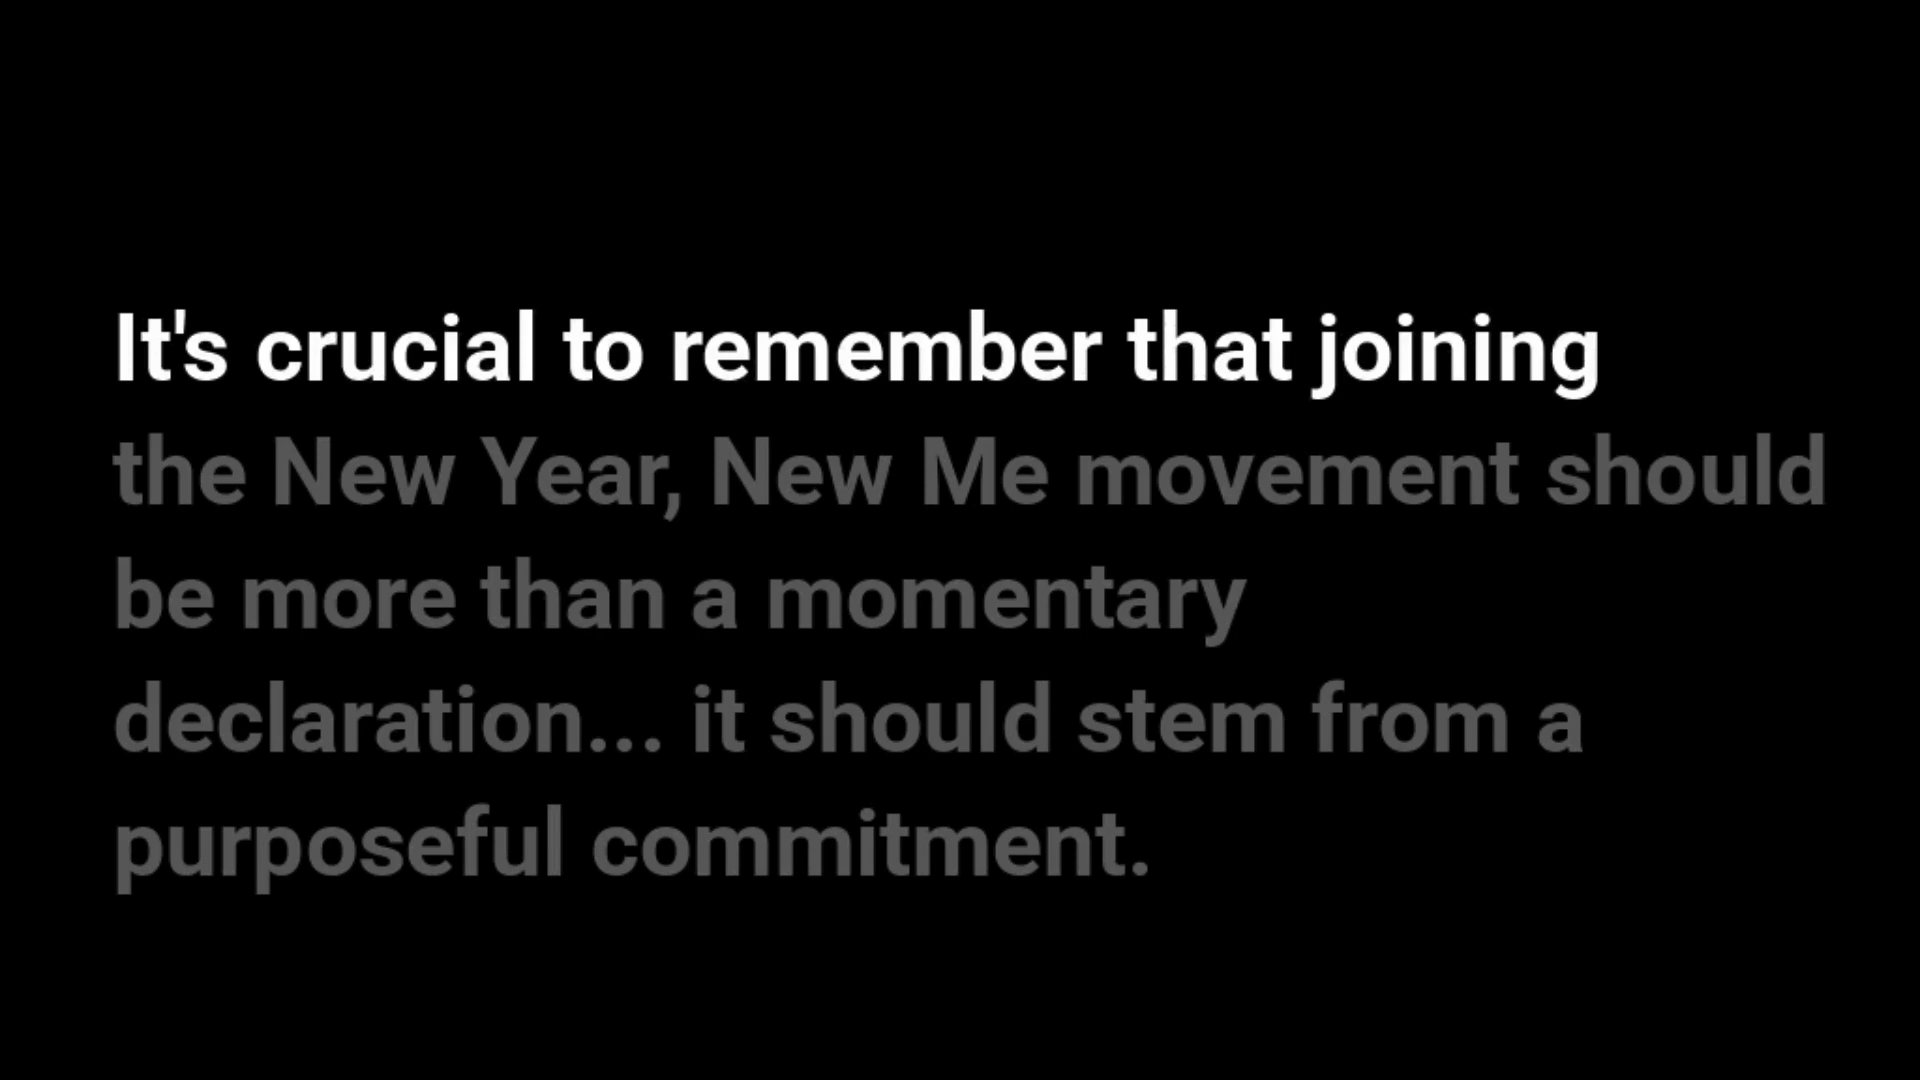 It's crucial to remember that joining
the New Year, New Me movement should
be more than a momentary
declaration... it should stem from a
purposeful commitment.